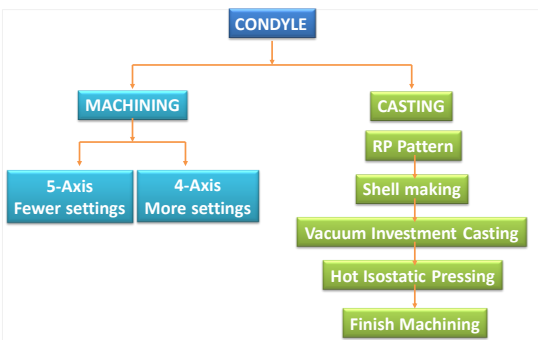 CONDYLE
MACHINING
5-Axis
Fewer settings
4-Axis
More settings
CASTING
RP Pattern
Shell making
Vacuum Investment Casting
Hot Isostatic Pressing
Finish Machining